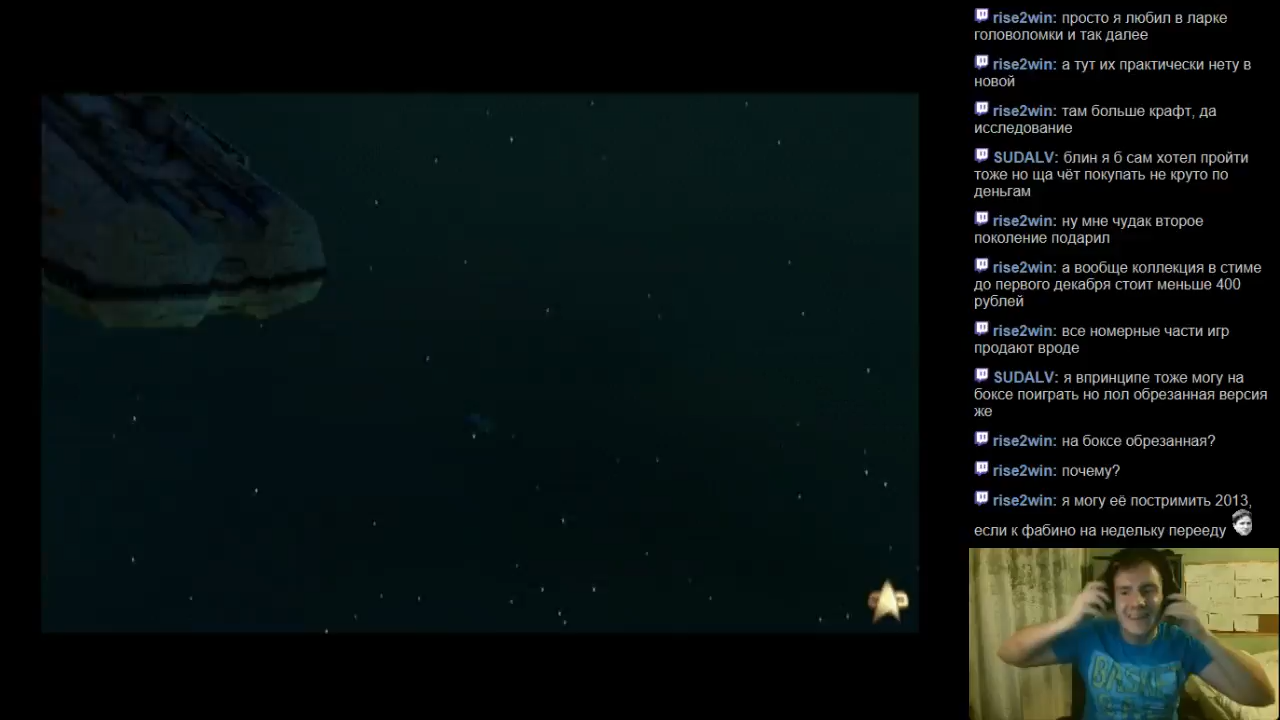 rise2win: просто я любил в ларке
головоломки и так далее
rise2win: а тут их практически нету в
новой
rise2win: там больше крафт, да
исследование
SUDALV: блин я б сам хотел пройти
тоже но ща чёт покупать не круто по
деньгам
rise2win: ну мне чудак второе
поколение подарил
rise2win: а вообще коллекция в стиме
до первого декабря стоит меньше 400
рублей
rise2win: все номерные части игр
продают вроде
SUDALV: я впринципе тоже могу на
боксе поиграть но лол обрезанная версия
же
rise2win: на боксе обрезанная?
rise2win: почему?
rise2win: я могу её постримить 2013,
если к фабино на недельку перееду